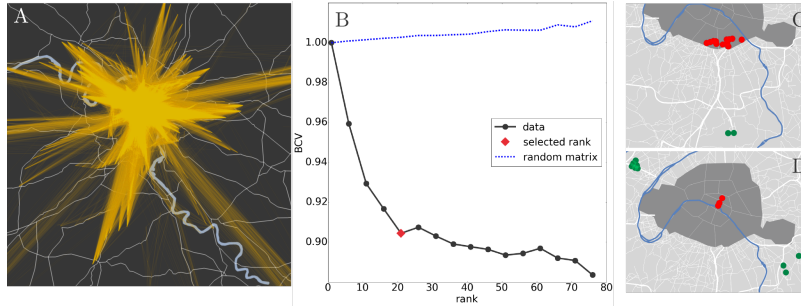 A
B
C
D
BCV
1.00
0.98
0.96
0.94
0.92
0.90
data
selected rank
random matrix
0 10 20 30 40 50 60 70 80
rank